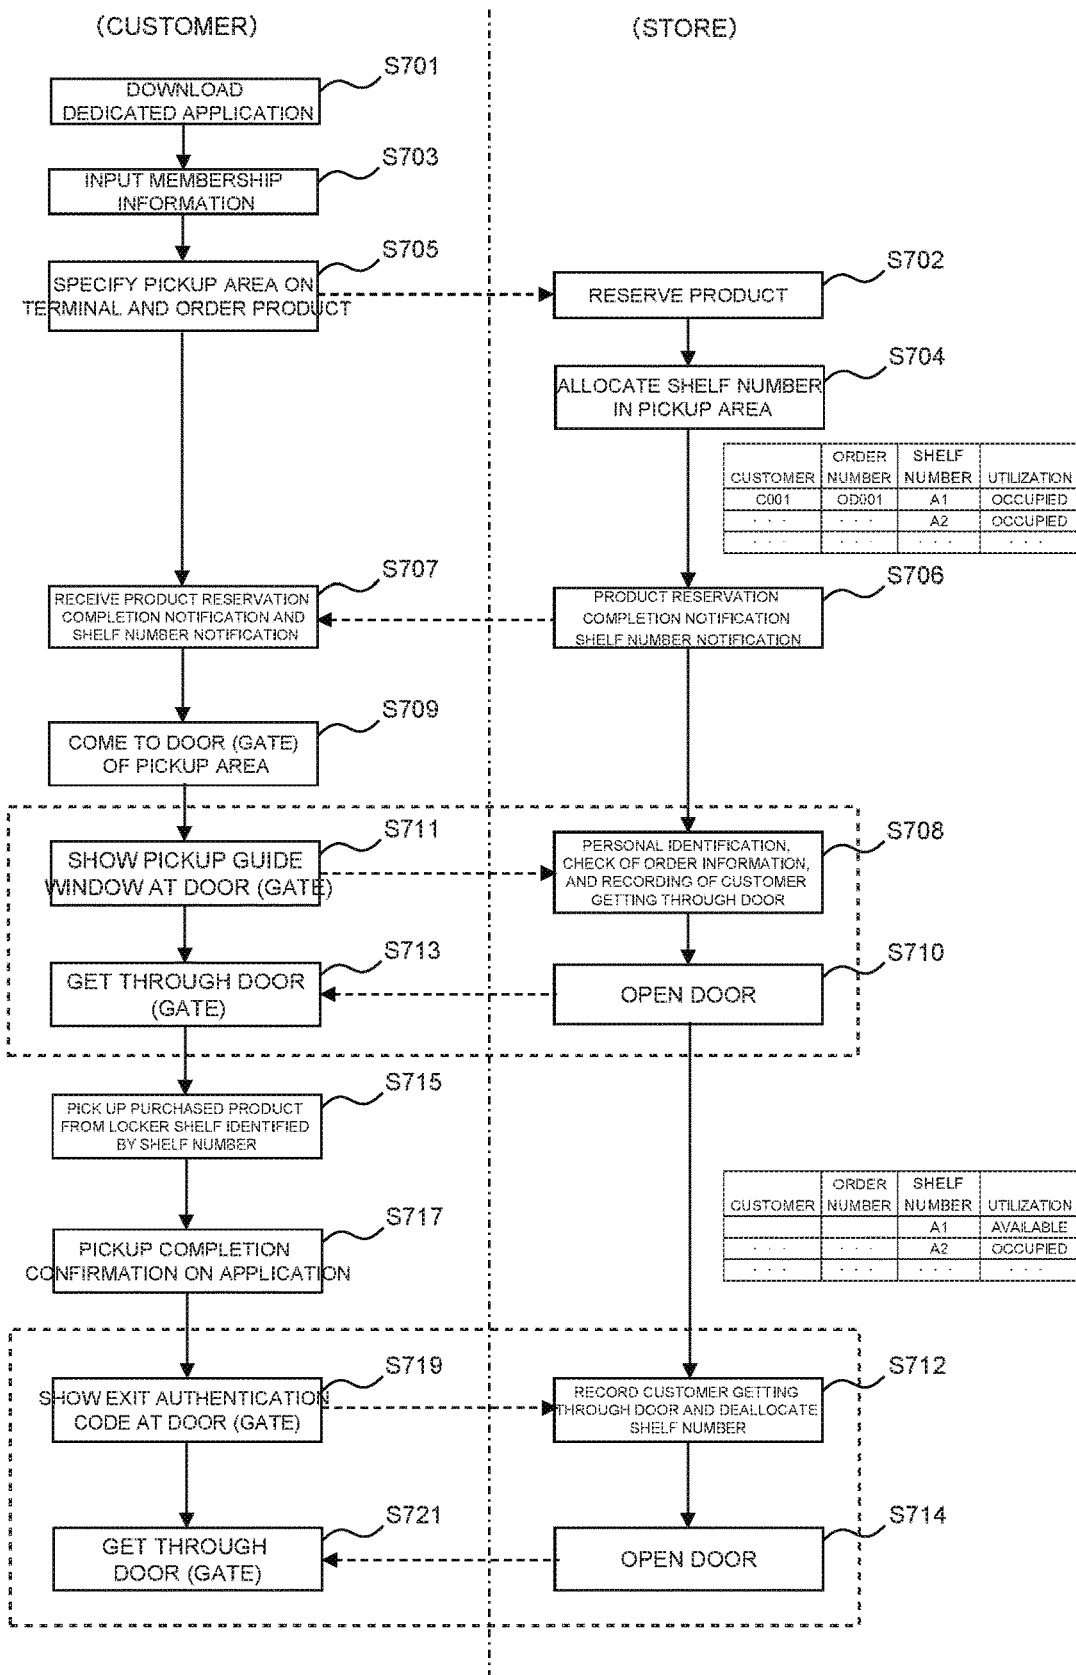 (CUSTOMER)
(STORE)
S701
DOWNLOAD
DEDICATED APPLICATION
S703
INPUT MEMBERSHIP
INFORMATION
S705
SPECIFY PICKUP AREA ON
TERMINAL AND ORDER PRODUCT
S702
RESERVE PRODUCT
S704
ALLOCATE SHELF NUMBER
IN PICKUP AREA
ORDER SHELF
CUSTOMER NUMBER NUMBER UTILIZATION
C001 OD001 A1 OCCUPIED
· · · · · · A2 OCCUPIED
· · · · · · · · · · · ·
S707
RECEIVE PRODUCT RESERVATION
COMPLETION NOTIFICATION AND
SHELF NUMBER NOTIFICATION
S706
PRODUCT RESERVATION
COMPLETION NOTIFICATION
SHELF NUMBER NOTIFICATION
S709
COME TO DOOR (GATE)
OF PICKUP AREA
S711
SHOW PICKUP GUIDE
WINDOW AT DOOR (GATE)
S708
PERSONAL IDENTIFICATION,
CHECK OF ORDER INFORMATION,
AND RECORDING OF CUSTOMER
GETTING THROUGH DOOR
S713
GET THROUGH DOOR
(GATE)
S710
OPEN DOOR
S715
PICK UP PURCHASED PRODUCT
FROM LOCKER SHELF IDENTIFIED
BY SHELF NUMBER
ORDER SHELF
CUSTOMER NUMBER NUMBER UTILIZATION
A1 AVAILABLE
· · · · · · A2 OCCUPIED
· · · · · · · · · · · ·
S717
PICKUP COMPLETION
CONFIRMATION ON APPLICATION
S719
SHOW EXIT AUTHENTICATION
CODE AT DOOR (GATE)
S712
RECORD CUSTOMER GETTING
THROUGH DOOR AND DEALLOCATE
SHELF NUMBER
S721
GET THROUGH
DOOR (GATE)
S714
OPEN DOOR